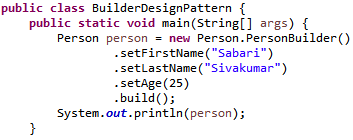 public class BuilderDesignPattern {
    public static void main(String[] args) {
        Person person = new Person.PersonBuilder()
                .setFirstName("Sabari")
                .setLastName("Sivakumar")
                .setAge(25)
                .build();
        System.out.println(person);
    }